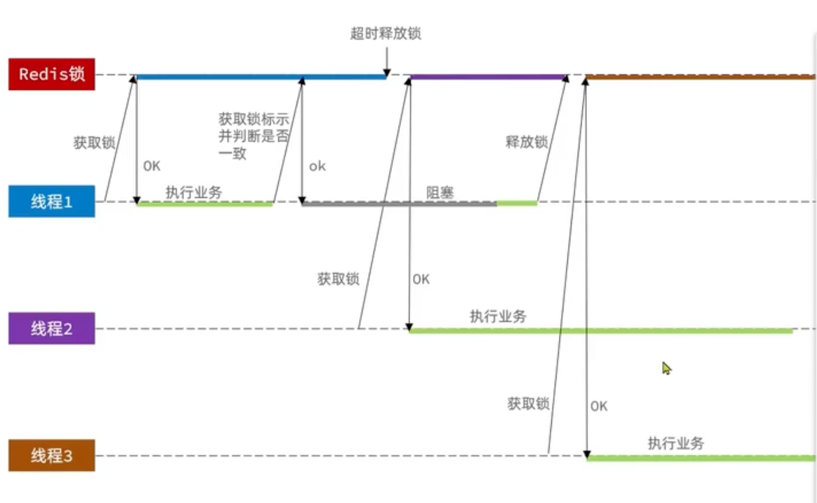 超时释放锁
Redis锁
获取锁
OK
获取锁标示
并判断是否
一致
ok
释放锁
线程1
执行业务
阻塞
获取锁
OK
线程2
执行业务
获取锁
OK
线程3
执行业务